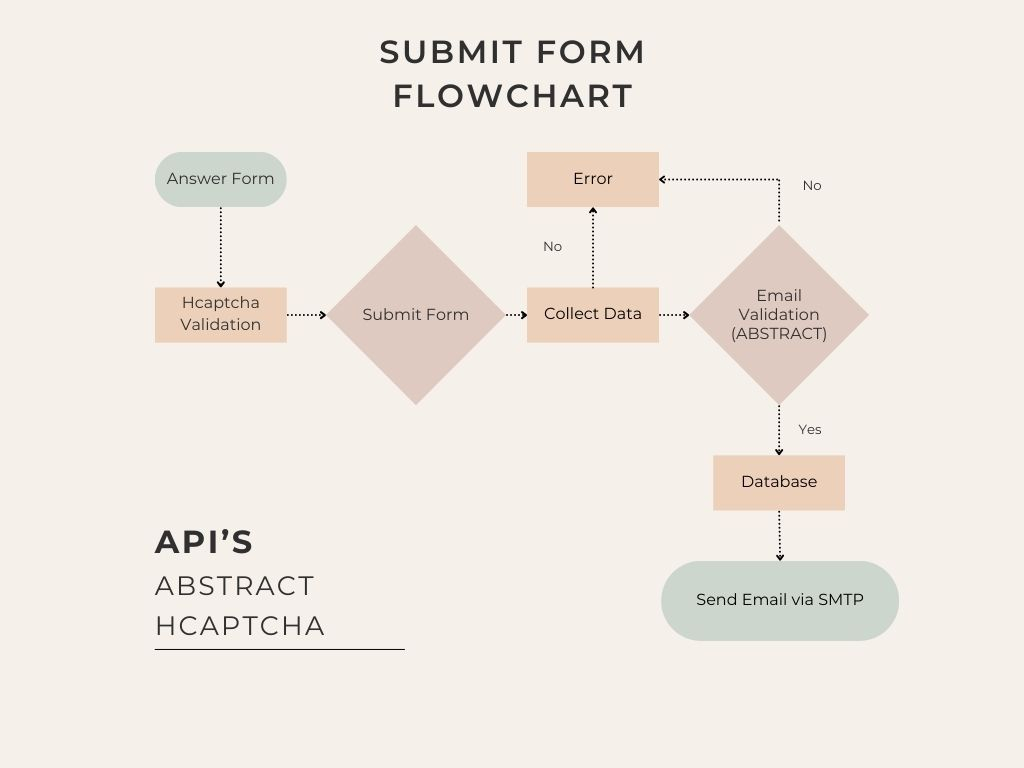 SUBMIT FORM
FLOWCHART
Answer Form
Error
No
No
Hcaptcha
Validation
Submit Form
Collect Data
Email
Validation
(ABSTRACT)
Yes
Database
API’S
ABSTRACT
HCAPTCHA
Send Email via SMTP